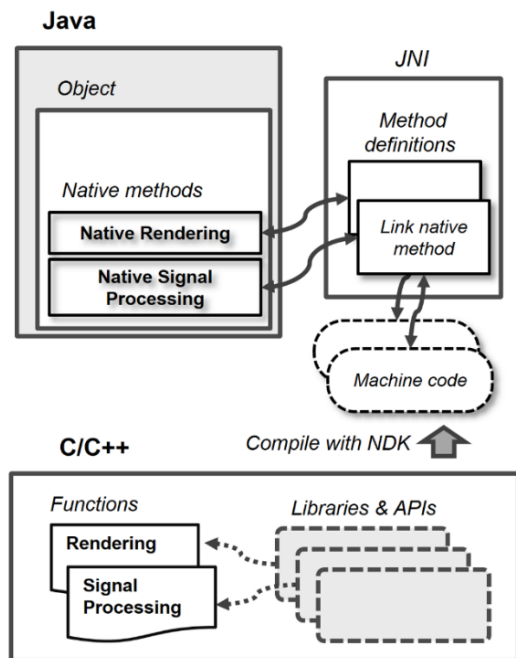 Java
Object
Native methods
Native Rendering
Native Signal
Processing
JNI
Method
definitions
Link native
method
Machine code
Compile with NDK
C/C++
Functions
Rendering
Signal
Processing
Libraries & APIs